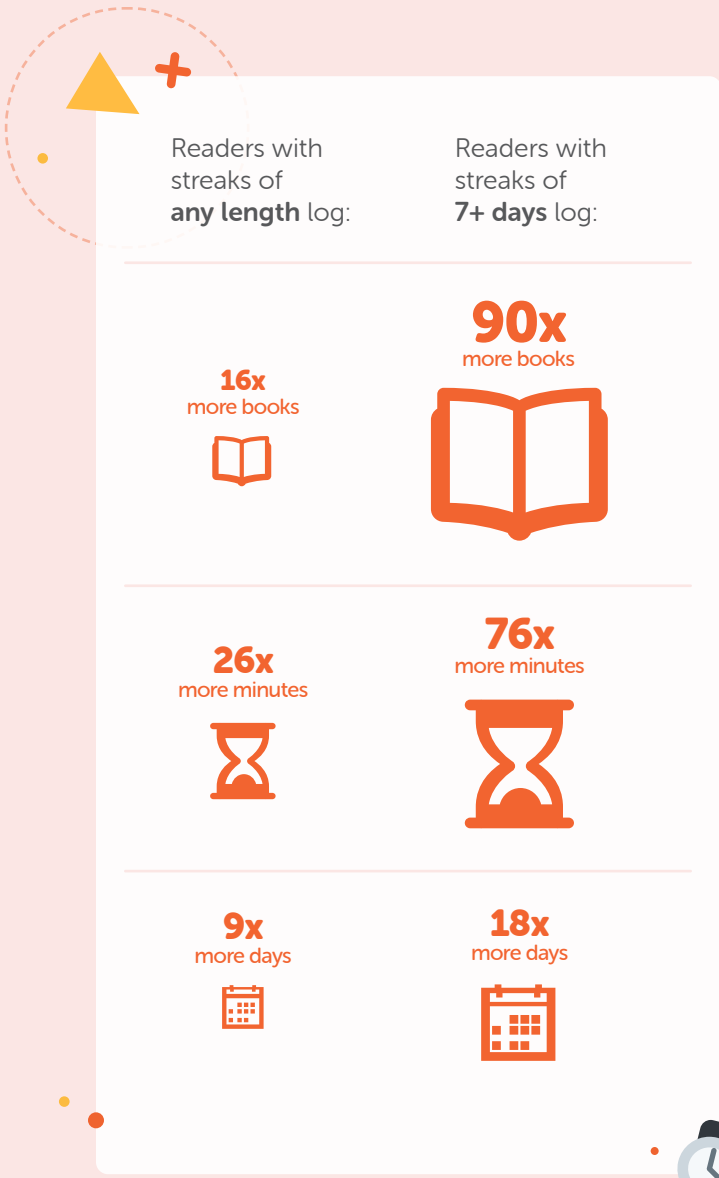 Readers with
streaks of
any length log:
Readers with
streaks of
7+ days log:
16x
more books
90x
more books
26x
more minutes
76x
more minutes
9x
more days
18x
more days